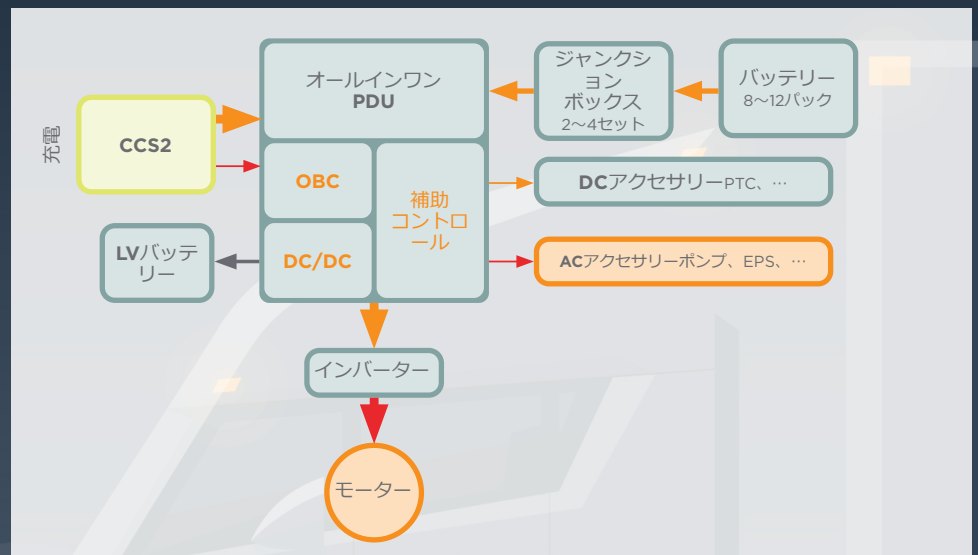 オールインワン
PDU
ジャンクシ
ョン
ボックス
2〜4セット
バッテリー
8〜12パック
充電
CCS2
OBC
補助
コントロ
ール
DC/DC
DCアクセサリーPTC、…
LVバッテ
リー
ACアクセサリーポンプ、EPS、…
インバーター
モーター